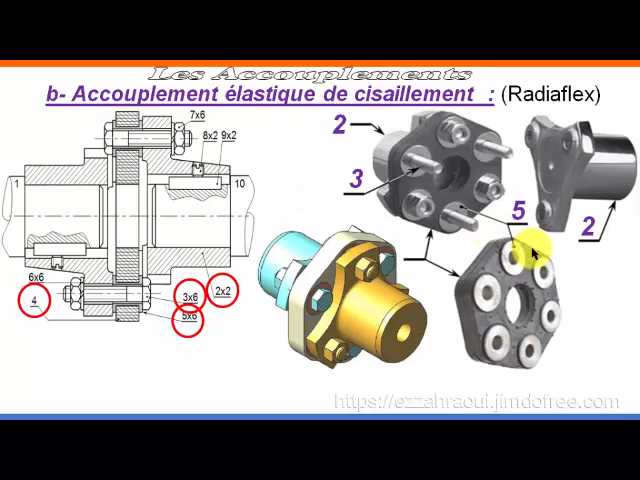 Les Accouplements
b- Accouplement élastique de cisaillement : (Radiaflex)
7x6
8x2 9x2
1
10
6x6
4
3x6
2x2
5x6
2
3
5
2
https://ezzahraoui.jimdofree.com